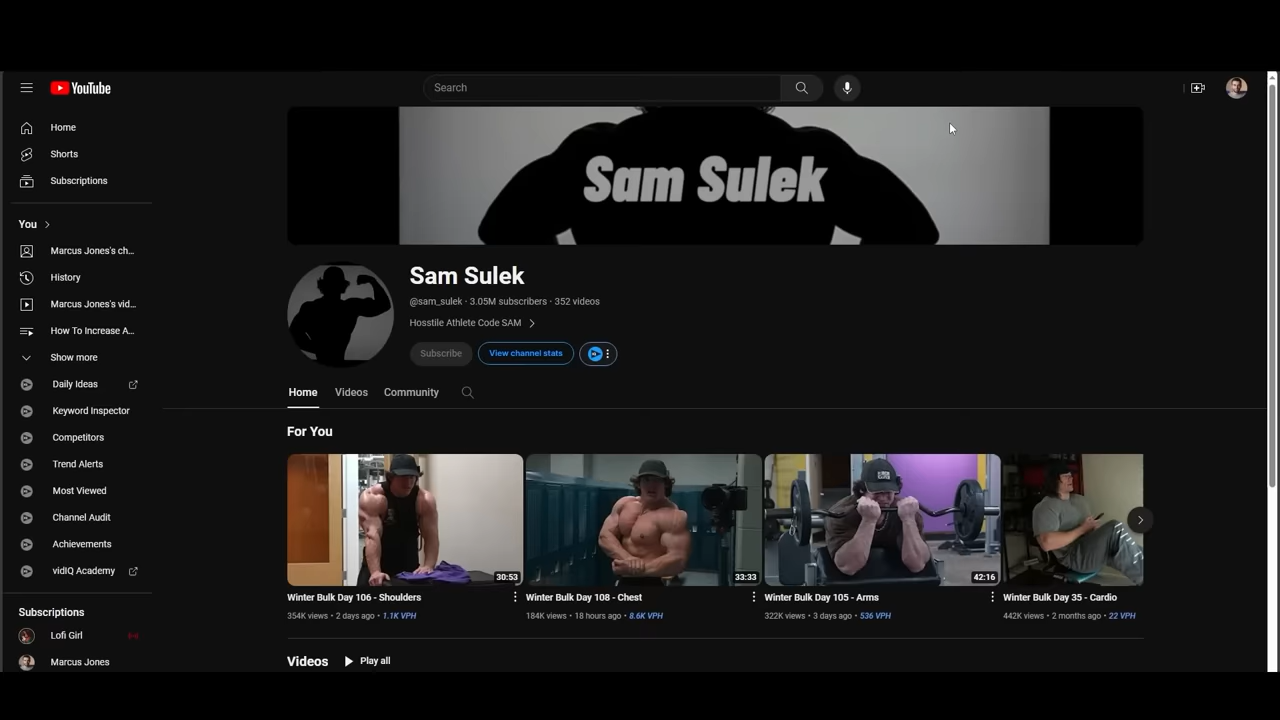 YouTube
Search
Home
Shorts
Subscriptions
You
Marcus Jones's ch...
History
Marcus Jones's vid...
How To Increase A...
Show more
Daily Ideas
Keyword Inspector
Competitors
Trend Alerts
Most Viewed
Channel Audit
Achievements
vidIQ Academy
Subscriptions
Lofi Girl
Marcus Jones
Sam Sulek
Sam Sulek
@sam_sulek · 3.05M subscribers · 352 videos
Hosstile Athlete Code SAM
Subscribe
View channel stats
Home Videos Community
For You
30:53
Winter Bulk Day 106 - Shoulders
354K views • 2 days ago • 1.1K VPH
33:33
Winter Bulk Day 108 - Chest
184K views • 18 hours ago • 8.6K VPH
42:16
Winter Bulk Day 105 - Arms
322K views • 3 days ago • 536 VPH
Winter Bulk Day 35 - Cardio
442K views • 2 months ago • 22 VPH
Videos
Play all